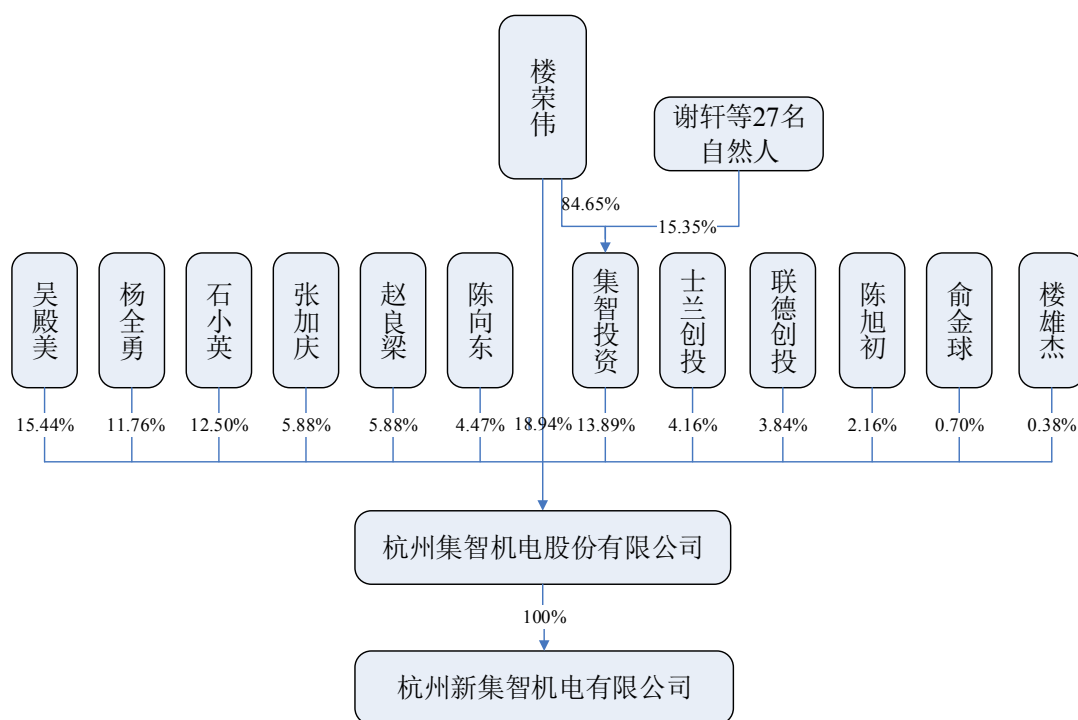 楼荣伟
谢轩等27名
自然人
84.65%
15.35%
吴殿美
杨全勇
石小英
张加庆
赵良梁
陈向东
集智投资
士兰创投
联德创投
陈旭初
俞金球
楼雄杰
15.44%
11.76%
12.50%
5.88%
5.88%
4.47%
18.94%
13.89%
4.16%
3.84%
2.16%
0.70%
0.38%
杭州集智机电股份有限公司
100%
杭州新集智机电有限公司